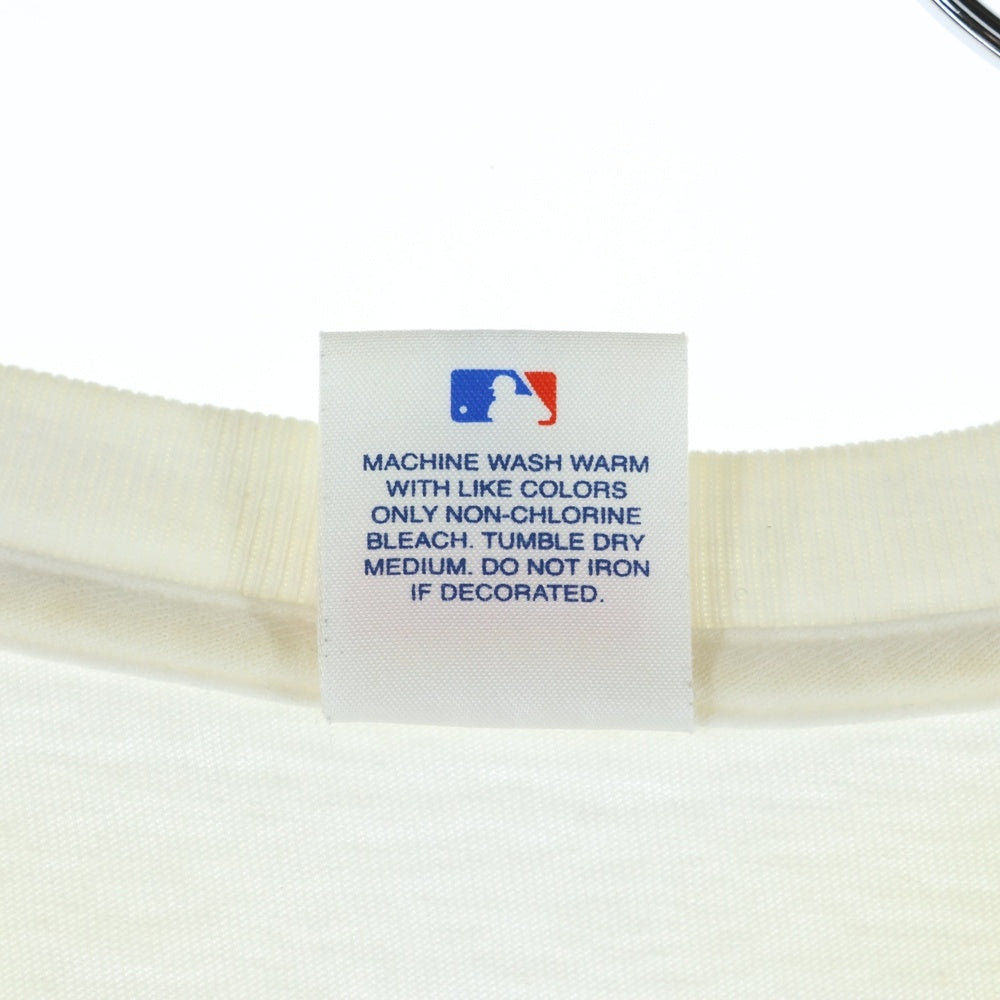 MACHINE WASH WARM
WITH LIKE COLORS
ONLY NON-CHLORINE
BLEACH. TUMBLE DRY
MEDIUM. DO NOT IRON
IF DECORATED.